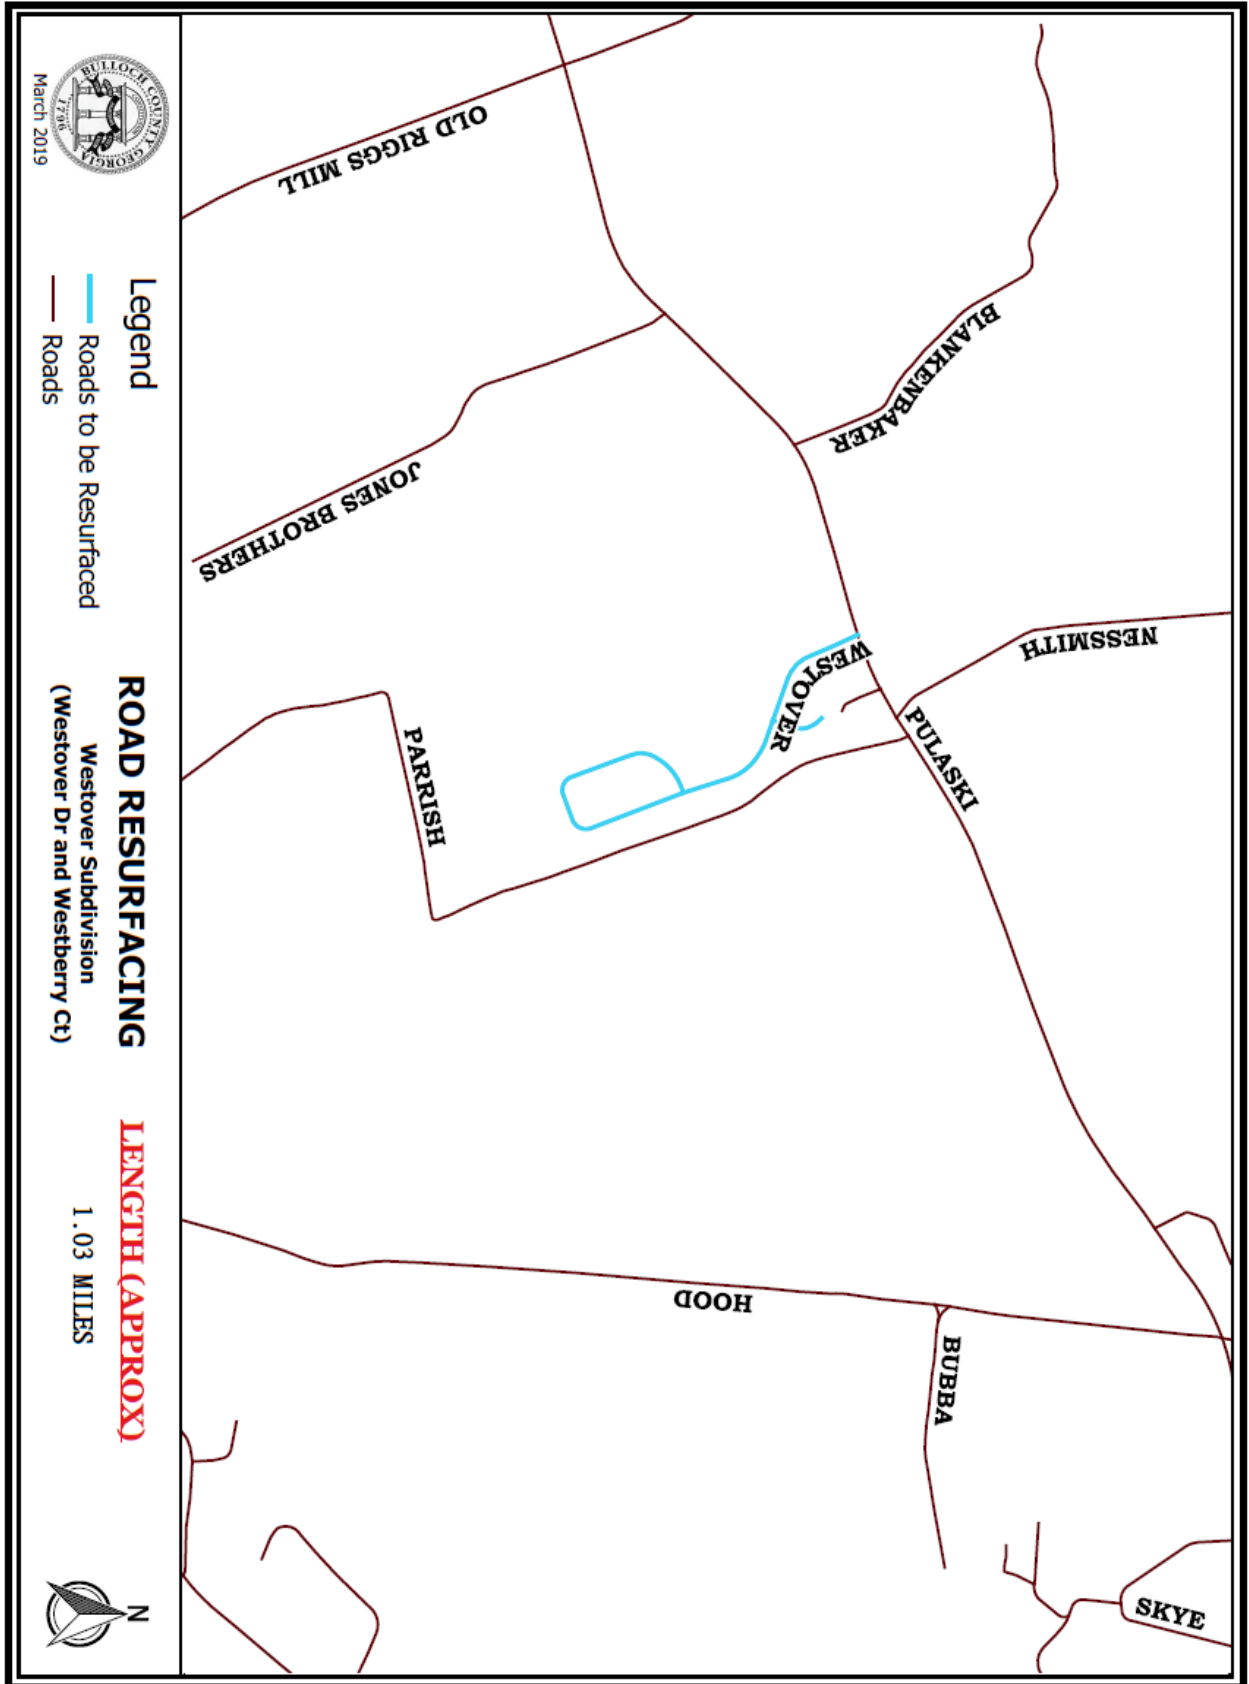 OLD RIGGS MILL
BLANKENBAKER
JONES BROTHERS
NESSMITH
WESTOVER
PULASKI
PARRISH
HOOD
BUBBA
SKYE
BULLOCH COUNTY GEORGIA
1796
March 2019
Legend
Roads to be Resurfaced
Roads
ROAD RESURFACING
Westover Subdivision
(Westover Dr and Westberry Ct)
LENGTH (APPROX)
1.03 MILES
N